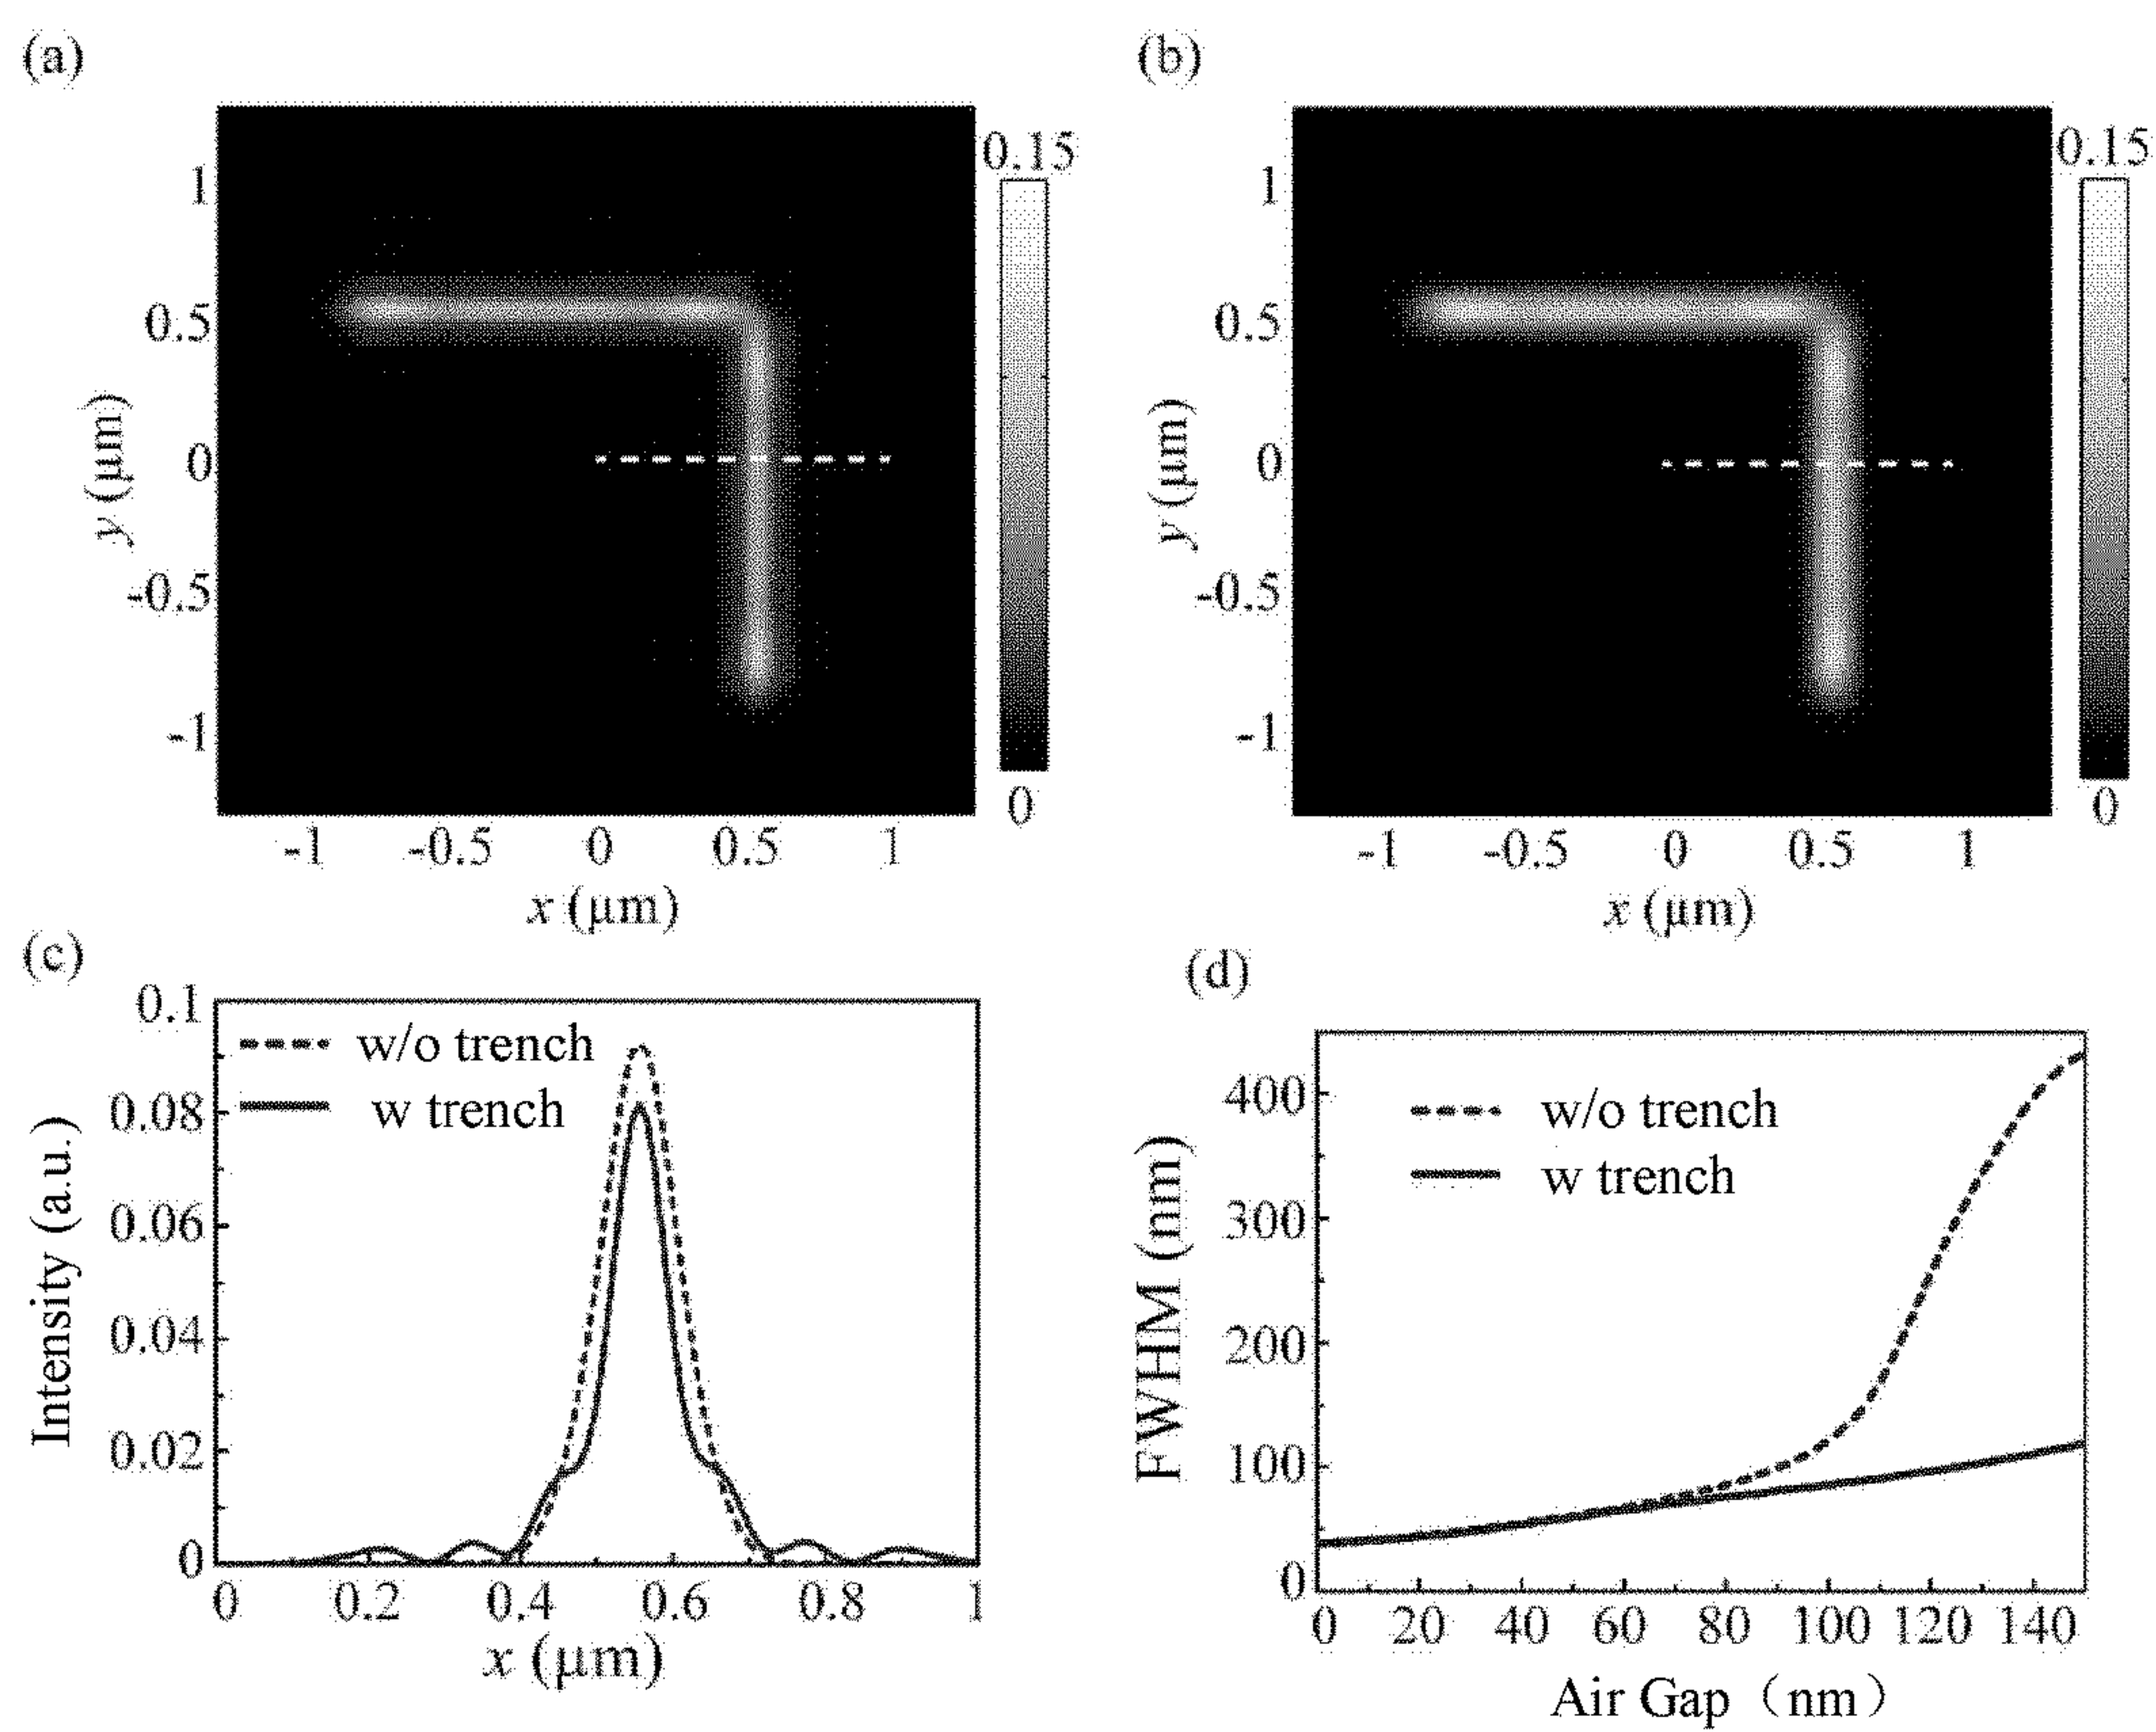 (a)
(b)
0.15
1
0.5
0
-0.5
-1
y (μm)
0
-1 -0.5 0 0.5 1
x (μm)
0.15
1
0.5
0
-0.5
-1
y (μm)
0
-1 -0.5 0 0.5 1
x (μm)
(c)
0.1
0.08
0.06
0.04
0.02
0
Intensity (a.u.)
w/o trench
w trench
0 0.2 0.4 0.6 0.8 1
x (μm)
(d)
400
300
200
100
0
FWHM (nm)
w/o trench
w trench
0 20 40 60 80 100 120 140
Air Gap（nm）